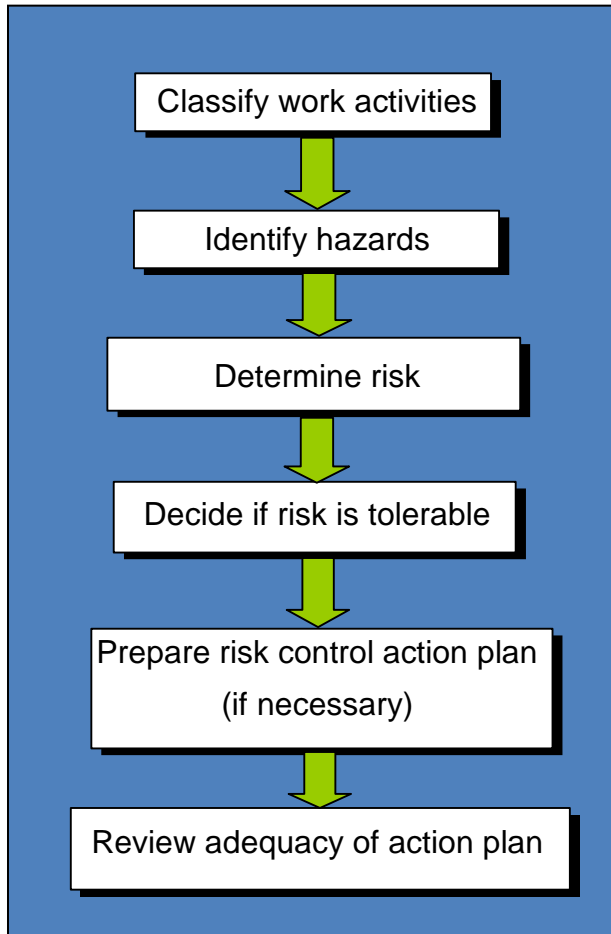 Classify work activities
Identify hazards
Determine risk
Decide if risk is tolerable
Prepare risk control action plan
(if necessary)
Review adequacy of action plan